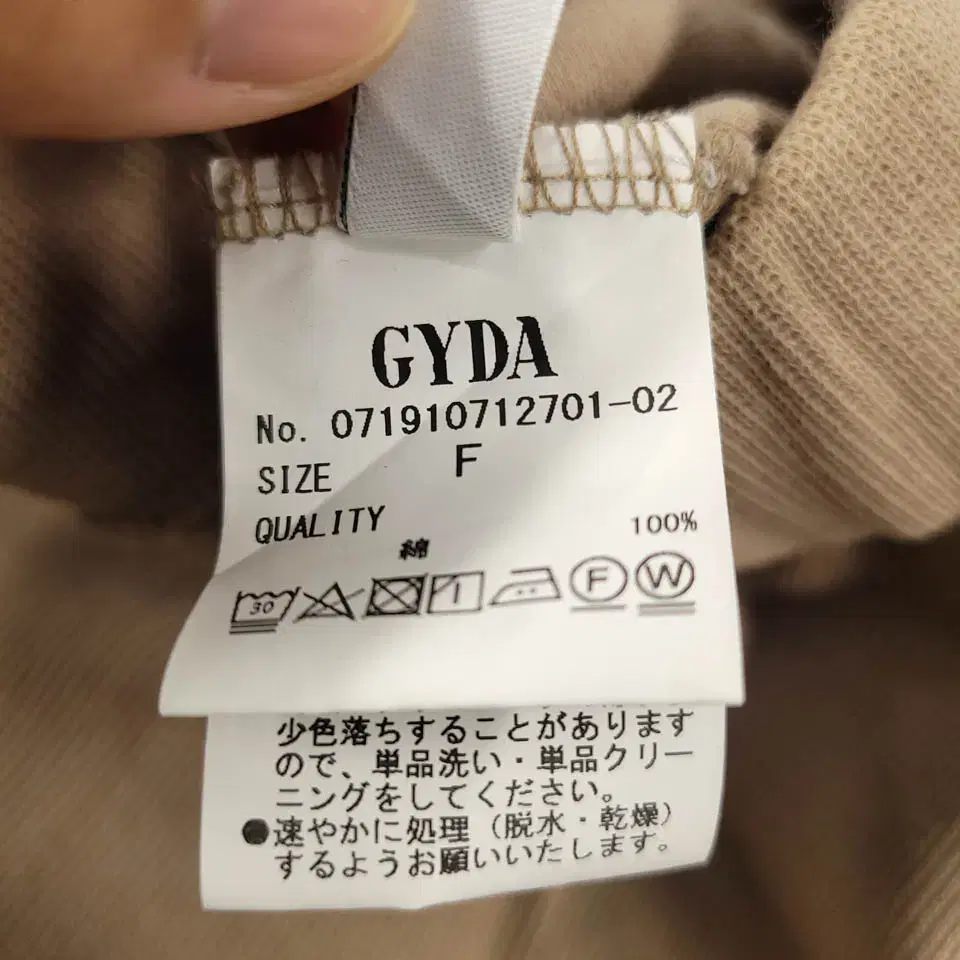 GYDA
No. 071910712701-02
SIZE F
QUALITY
綿 100%
30 F W
少色落ちすることがあります
ので、単品洗い・単品クリー
ニングをしてください。
●速やかに処理（脱水・乾燥）
するようお願いいたします。